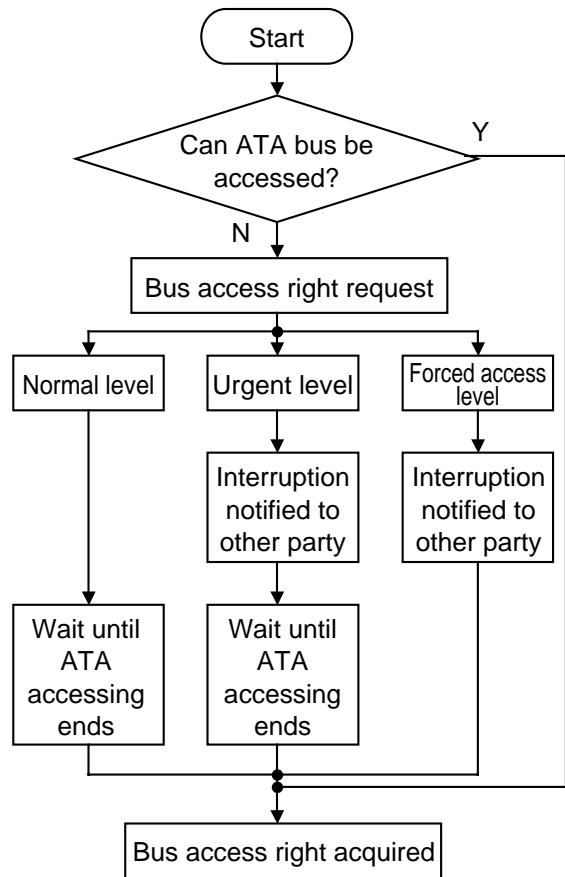 Start
Can ATA bus be
accessed?
Y
N
Bus access right request
Normal level
Urgent level
Forced access
level
Interruption
notified to
other party
Interruption
notified to
other party
Wait until
ATA
accessing
ends
Wait until
ATA
accessing
ends
Bus access right acquired